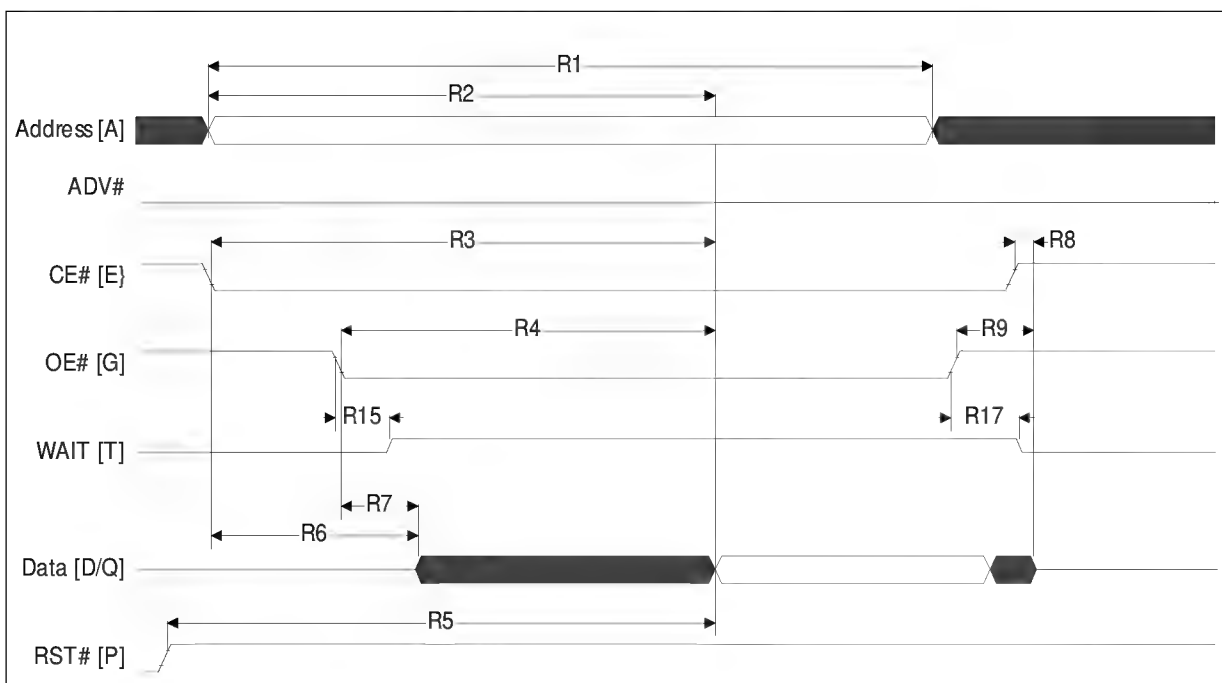 R1
R2
Address [A]
ADV#
R3
R8
CE# [E}
R4
R9
OE# [G]
R15
R17
WAIT [T]
R7
R6
Data [D/Q]
R5
RST# [P]